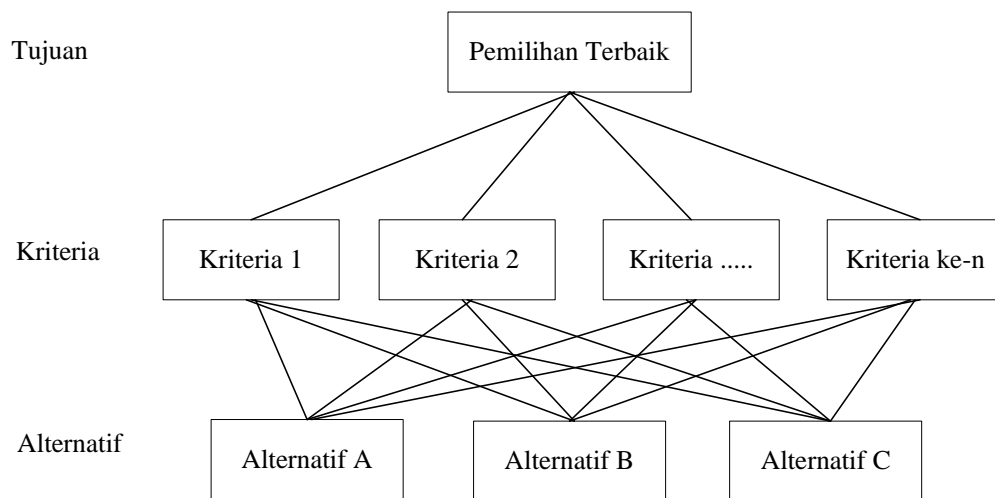 Tujuan
Pemilihan Terbaik
Kriteria
Kriteria 1
Kriteria 2
Kriteria .....
Kriteria ke-n
Alternatif
Alternatif A
Alternatif B
Alternatif C